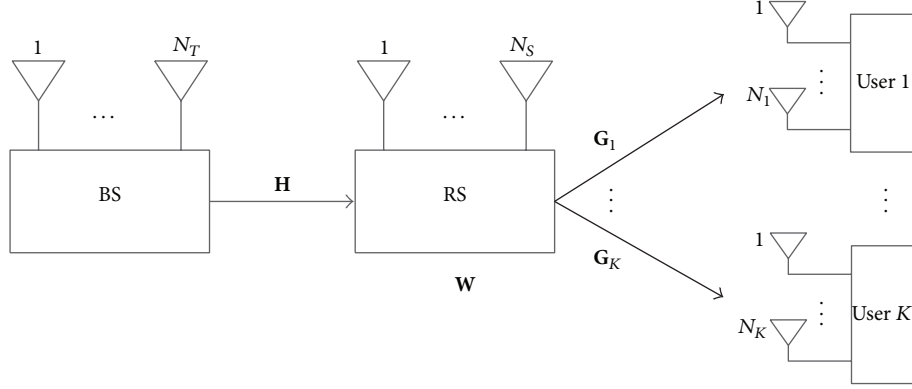 1
N_T
...
BS
H
1
N_S
...
RS
W
G_1
⋮
G_K
1
⋮
N_1
User 1
⋮
1
⋮
N_K
User K